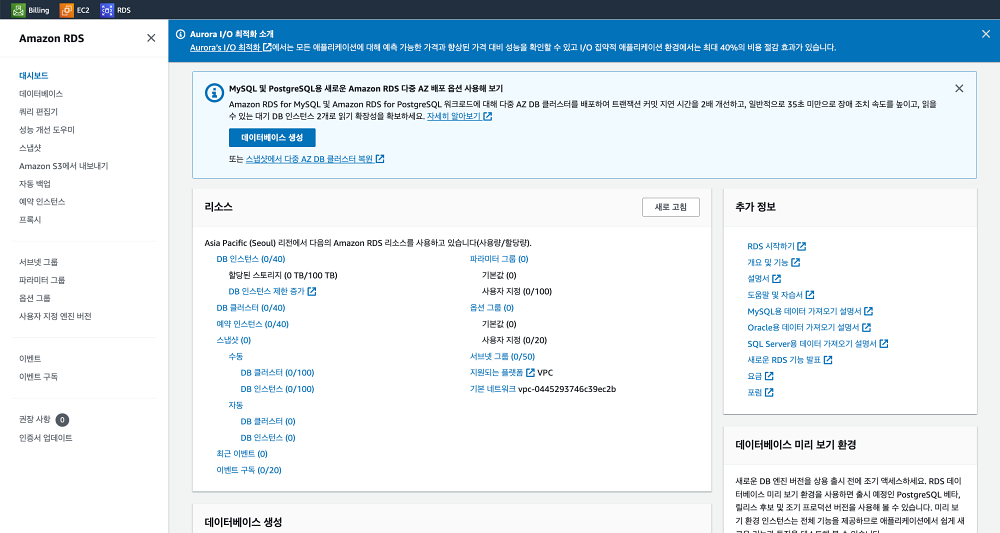 Billing EC2 RDS
Amazon RDS
대시보드
데이터베이스
쿼리 편집기
성능 개선 도우미
스냅샷
Amazon S3에서 내보내기
자동 백업
예약 인스턴스
프록시
서브넷 그룹
파라미터 그룹
옵션 그룹
사용자 지정 엔진 버전
이벤트
이벤트 구독
권장 사항 0
인증서 업데이트
Aurora I/O 최적화 소개
Aurora's I/O 최적화에서는 모든 애플리케이션에 대해 예측 가능한 가격과 향상된 가격 대비 성능을 확인할 수 있고 I/O 집약적 애플리케이션 환경에서는 최대 40%의 비용 절감 효과가 있습니다.
MySQL 및 PostgreSQL용 새로운 Amazon RDS 다중 AZ 배포 옵션 사용해 보기
Amazon RDS for MySQL 및 Amazon RDS for PostgreSQL 워크로드에 대해 다중 AZ DB 클러스터를 배포하여 트랜잭션 커밋 지연 시간을 2배 개선하고, 일반적으로 35초 미만으로 장애 조치 속도를 높이고, 읽을
수 있는 대기 DB 인스턴스 2개로 읽기 확장성을 확보하세요. 자세히 알아보기
데이터베이스 생성
또는 스냅샷에서 다중 AZ DB 클러스터 복원
리소스
새로 고침
Asia Pacific (Seoul) 리전에서 다음의 Amazon RDS 리소스를 사용하고 있습니다(사용량/할당량).
DB 인스턴스 (0/40)
할당된 스토리지 (0 TB/100 TB)
DB 인스턴스 제한 증가
DB 클러스터 (0/40)
예약 인스턴스 (0/40)
스냅샷 (0)
수동
DB 클러스터 (0/100)
DB 인스턴스 (0/100)
자동
DB 클러스터 (0)
DB 인스턴스 (0)
최근 이벤트 (0)
이벤트 구독 (0/20)
파라미터 그룹 (0)
기본값 (0)
사용자 지정 (0/100)
옵션 그룹 (0)
기본값 (0)
사용자 지정 (0/20)
서브넷 그룹 (0/50)
지원되는 플랫폼 VPC
기본 네트워크 vpc-0445293746c39ec2b
데이터베이스 생성
추가 정보
RDS 시작하기
개요 및 기능
설명서
도움말 및 자습서
MySQL용 데이터 가져오기 설명서
Oracle용 데이터 가져오기 설명서
SQL Server용 데이터 가져오기 설명서
새로운 RDS 기능 발표
요금
포럼
데이터베이스 미리 보기 환경
새로운 DB 엔진 버전을 상용 출시 전에 조기 액세스하세요. RDS 데이
터베이스 미리 보기 환경을 사용하면 출시 예정인 PostgreSQL 베타,
릴리스 후보 및 조기 프로덕션 버전을 사용해 볼 수 있습니다. 미리 보
기 환경 인스턴스는 전체 기능을 제공하므로 애플리케이션에서 쉽게 새